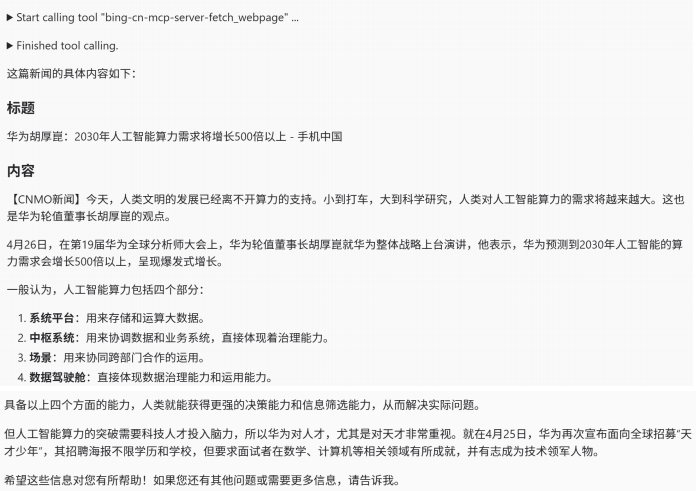 ▶ Start calling tool "bing-cn-mcp-server-fetch_webpage" ...
▶ Finished tool calling.
这篇新闻的具体内容如下：
标题
华为胡厚崑：2030年人工智能算力需求将增长500倍以上 - 手机中国
内容
【CNMO新闻】今天，人类文明的发展已经离不开算力的支持。小到打车，大到科学研究，人类对人工智能算力的需求将越来越大。这也
是华为轮值董事长胡厚崑的观点。
4月26日，在第19届华为全球分析师大会上，华为轮值董事长胡厚崑就华为整体战略上台演讲，他表示，华为预测到2030年人工智能的算
力需求会增长500倍以上，呈现爆发式增长。
一般认为，人工智能算力包括四个部分：
1. 系统平台：用来存储和运算大数据。
2. 中枢系统：用来协调数据和业务系统，直接体现着治理能力。
3. 场景：用来协同跨部门合作的运用。
4. 数据驾驶舱：直接体现数据治理能力和运用能力。
具备以上四个方面的能力，人类就能获得更强的决策能力和信息筛选能力，从而解决实际问题。
但人工智能算力的突破需要科技人才投入脑力，所以华为对人才，尤其是对天才非常重视。就在4月25日，华为再次宣布面向全球招募“天
才少年”，其招聘海报不限学历和学校，但要求面试者在数学、计算机等相关领域有所成就，并有志成为技术领军人物。
希望这些信息对您有所帮助！如果您还有其他问题或需要更多信息，请告诉我。